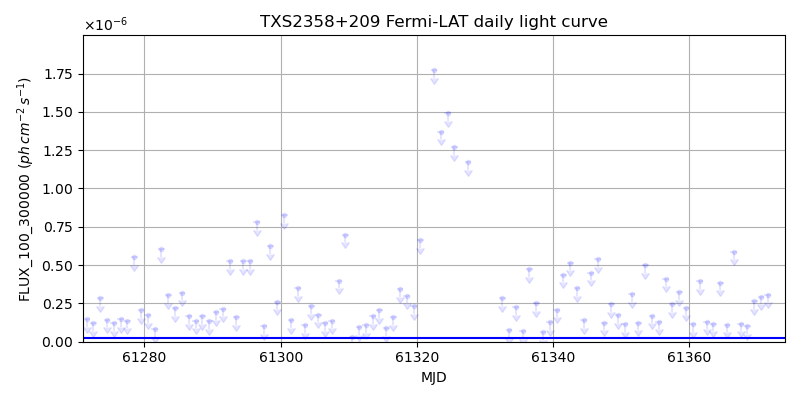 TXS2358+209 Fermi-LAT daily light curve
×10⁻⁶
FLUX_100_300000 (ph cm⁻² s⁻¹)
1.75
1.50
1.25
1.00
0.75
0.50
0.25
0.00
61280 61300 61320 61340 61360
MJD